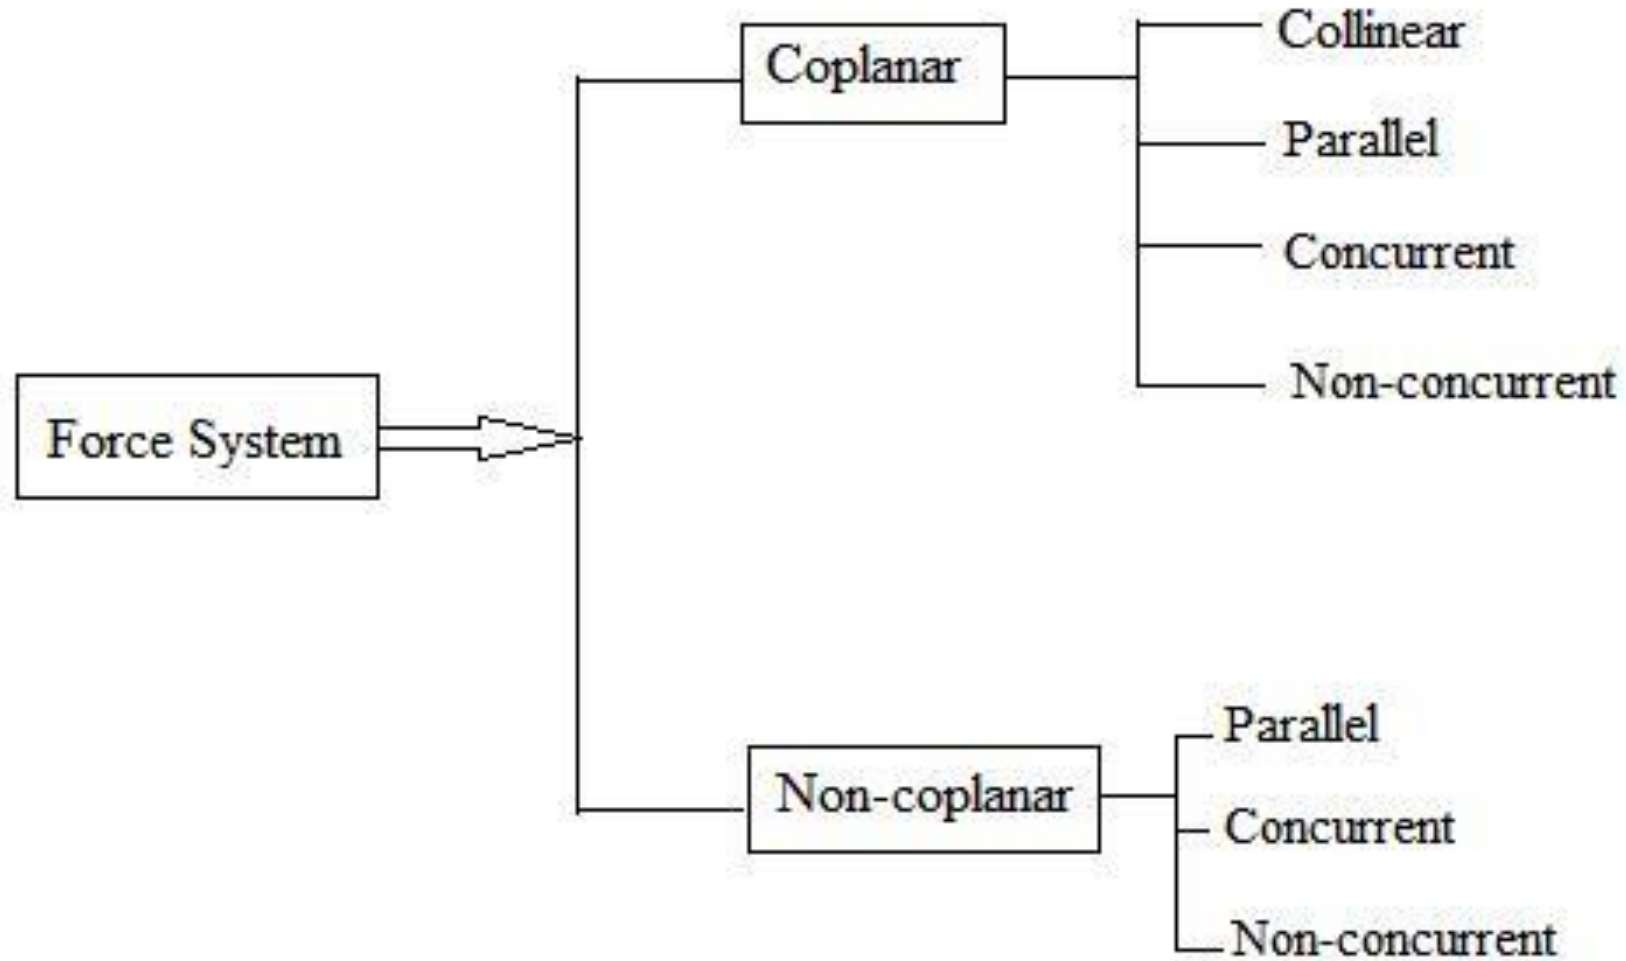 Force System
Coplanar
Collinear
Parallel
Concurrent
Non-concurrent
Non-coplanar
Parallel
Concurrent
Non-concurrent